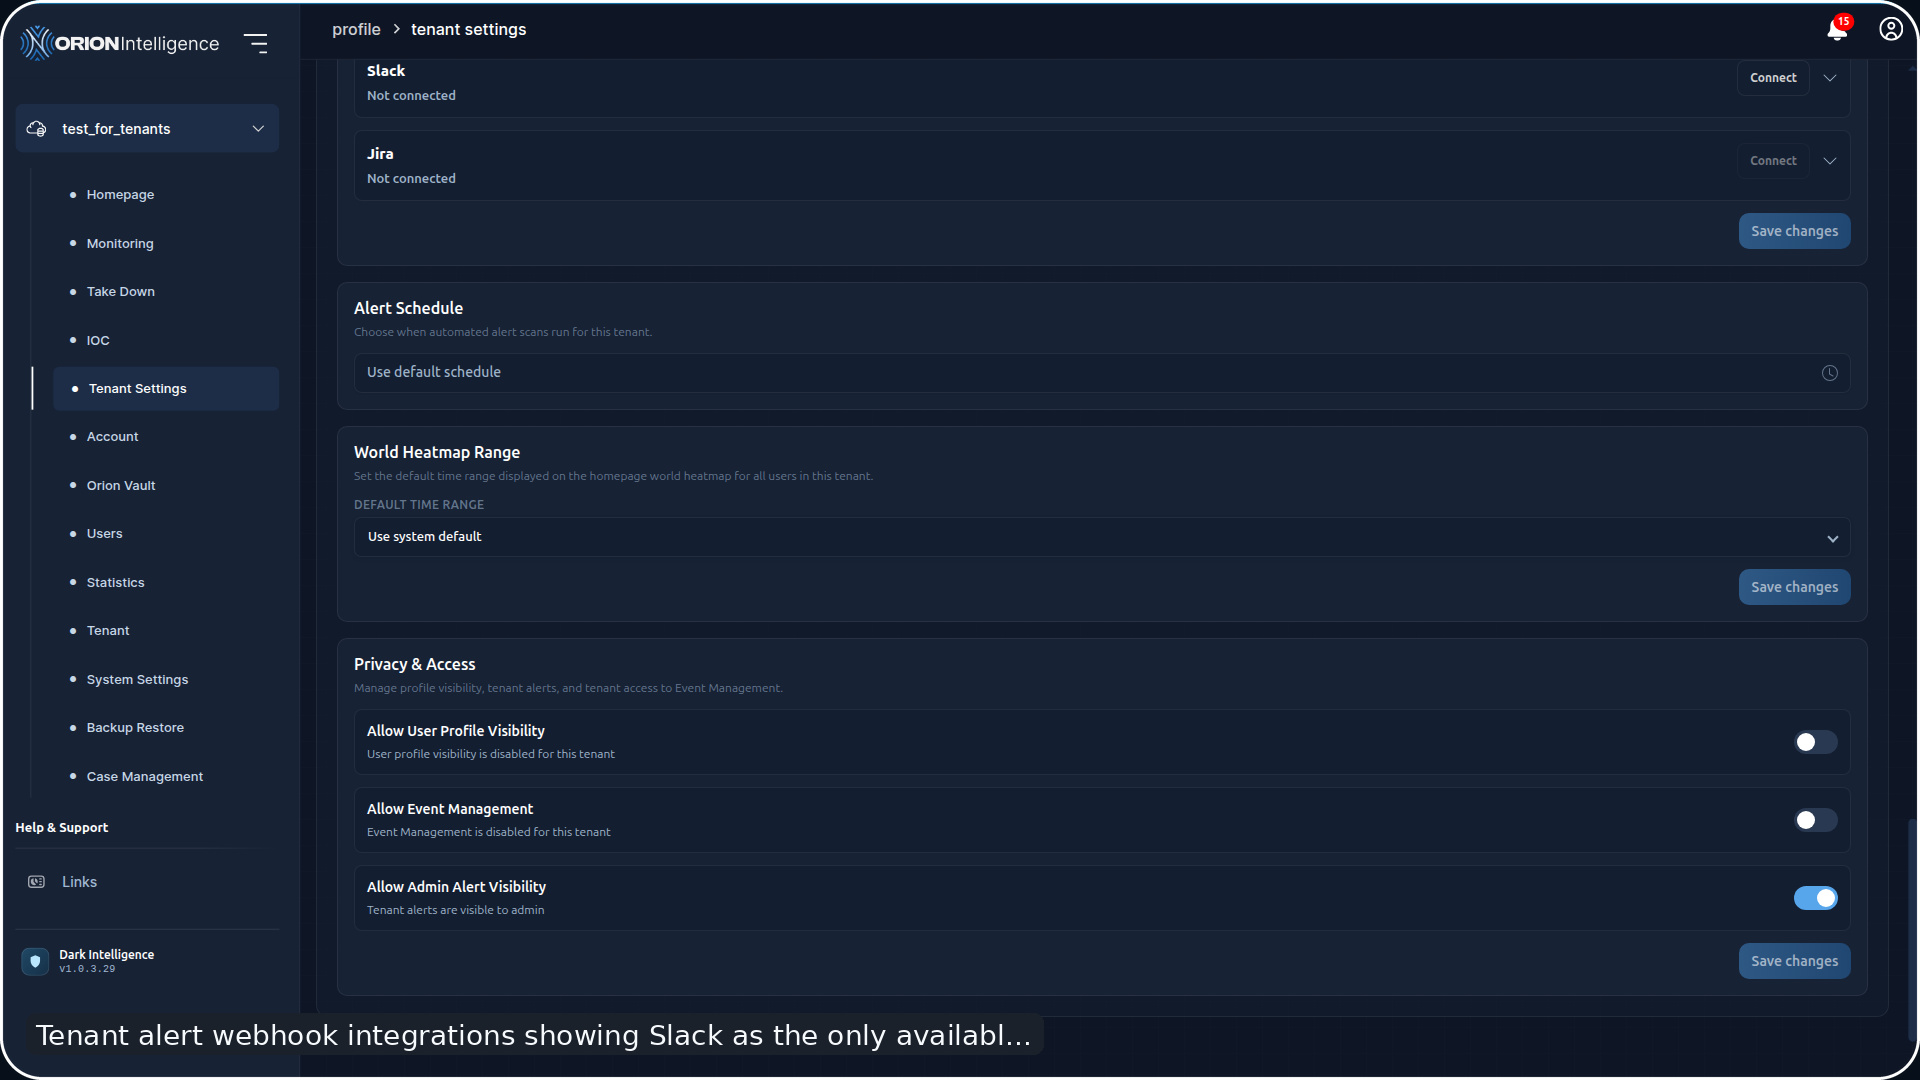 ORION Intelligence
profile > tenant settings
15
test_for_tenants
Homepage
Monitoring
Take Down
IOC
Tenant Settings
Account
Orion Vault
Users
Statistics
Tenant
System Settings
Backup Restore
Case Management
Help & Support
Links
Dark Intelligence
v1.0.3.29
Slack
Not connected
Connect
Jira
Not connected
Connect
Save changes
Alert Schedule
Choose when automated alert scans run for this tenant.
Use default schedule
World Heatmap Range
Set the default time range displayed on the homepage world heatmap for all users in this tenant.
DEFAULT TIME RANGE
Use system default
Save changes
Privacy & Access
Manage profile visibility, tenant alerts, and tenant access to Event Management.
Allow User Profile Visibility
User profile visibility is disabled for this tenant
Allow Event Management
Event Management is disabled for this tenant
Allow Admin Alert Visibility
Tenant alerts are visible to admin
Save changes
Tenant alert webhook integrations showing Slack as the only availabl...